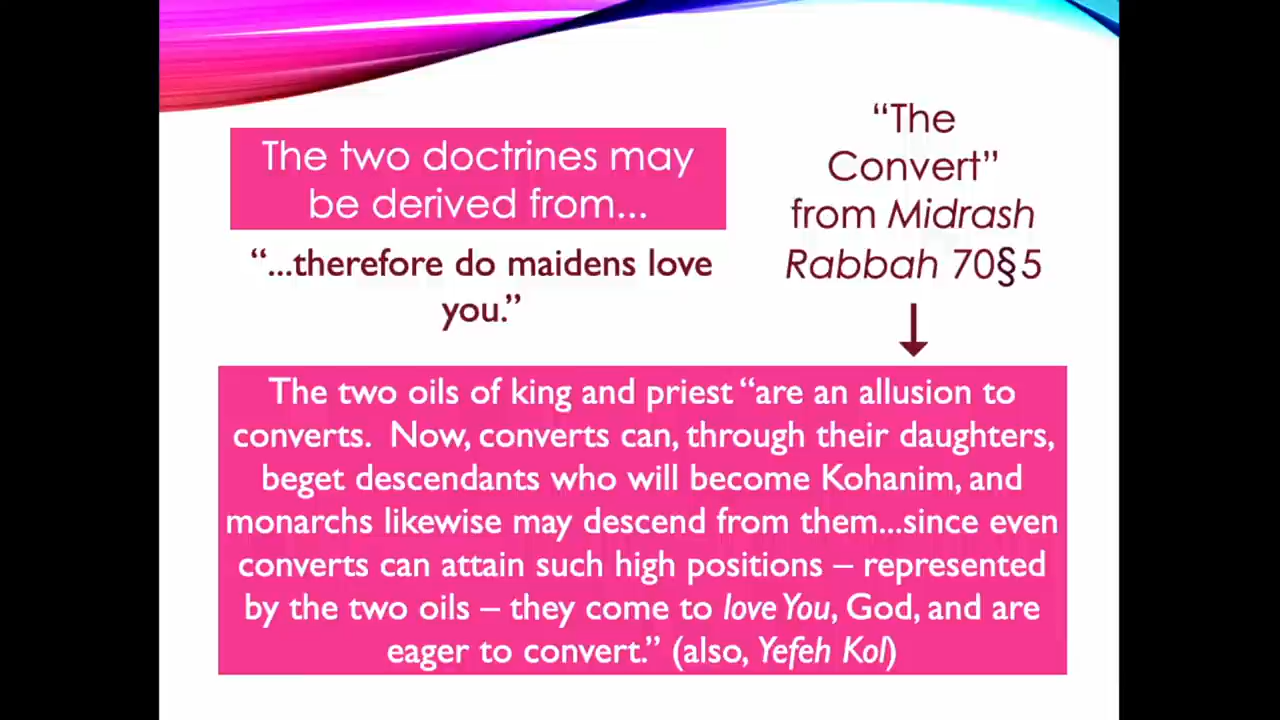 The two doctrines may
be derived from...
“...therefore do maidens love
you.”
“The
Convert”
from Midrash
Rabbah 70§5
The two oils of king and priest “are an allusion to
converts. Now, converts can, through their daughters,
beget descendants who will become Kohanim, and
monarchs likewise may descend from them...since even
converts can attain such high positions – represented
by the two oils – they come to love You, God, and are
eager to convert.” (also, Yefeh Kol)